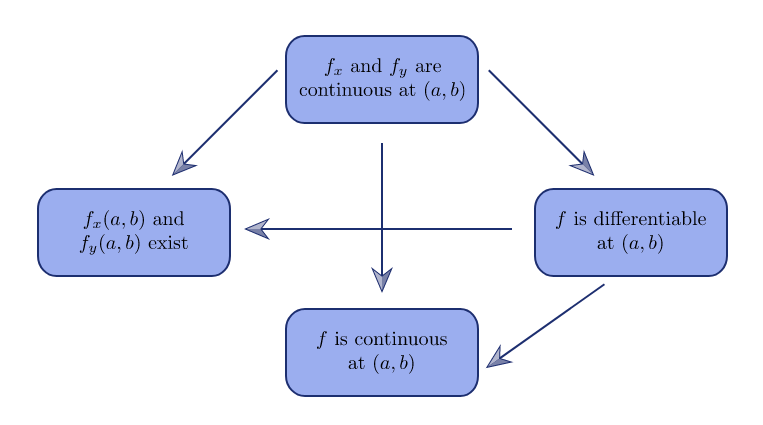 f_x and f_y are
continuous at (a, b)
f_x(a, b) and
f_y(a, b) exist
f is differentiable
at (a, b)
f is continuous
at (a, b)